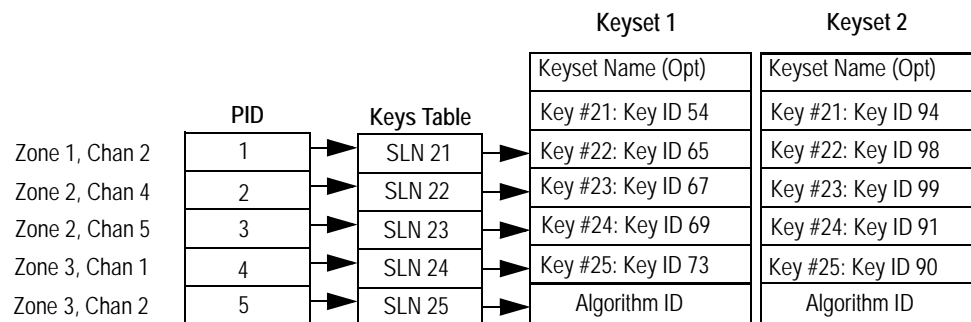 Keyset 1 Keyset 2
Keyset Name (Opt) Keyset Name (Opt)
PID Keys Table Key #21: Key ID 54 Key #21: Key ID 94
Zone 1, Chan 2 1 SLN 21 Key #22: Key ID 65 Key #22: Key ID 98
Zone 2, Chan 4 2 SLN 22 Key #23: Key ID 67 Key #23: Key ID 99
Zone 2, Chan 5 3 SLN 23 Key #24: Key ID 69 Key #24: Key ID 91
Zone 3, Chan 1 4 SLN 24 Key #25: Key ID 73 Key #25: Key ID 90
Zone 3, Chan 2 5 SLN 25 Algorithm ID Algorithm ID